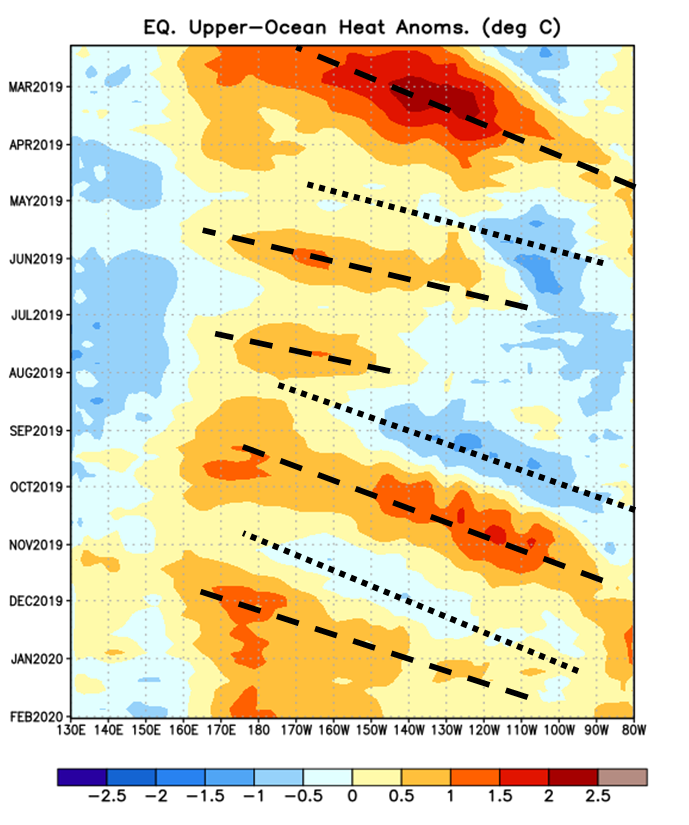 EQ. Upper-Ocean Heat Anoms. (deg C)
MAR2019
APR2019
MAY2019
JUN2019
JUL2019
AUG2019
SEP2019
OCT2019
NOV2019
DEC2019
JAN2020
FEB2020
130E 140E 150E 160E 170E 180 170W 160W 150W 140W 130W 120W 110W 100W 90W 80W
-2.5 -2 -1.5 -1 -0.5 0 0.5 1 1.5 2 2.5